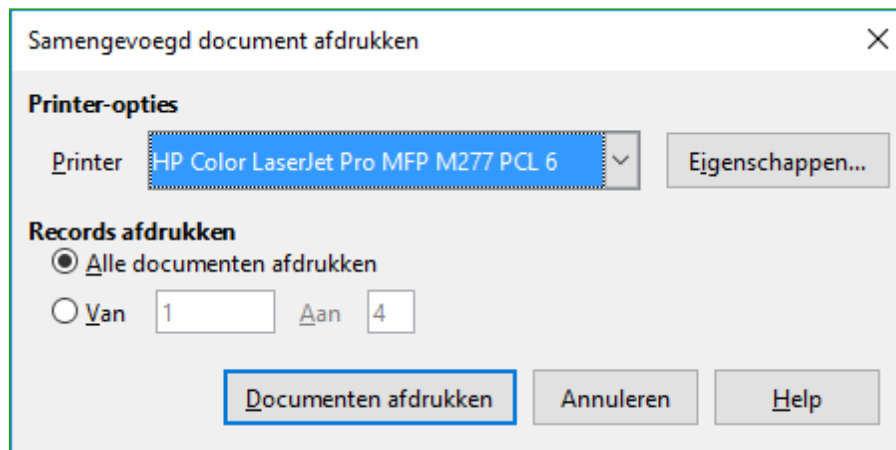 Samengevoegd document afdrukken
Printer-opties
Printer HP Color LaserJet Pro MFP M277 PCL 6 Eigenschappen...
Records afdrukken
Alle documenten afdrukken
Van 1 Aan 4
Documenten afdrukken Annuleren Help